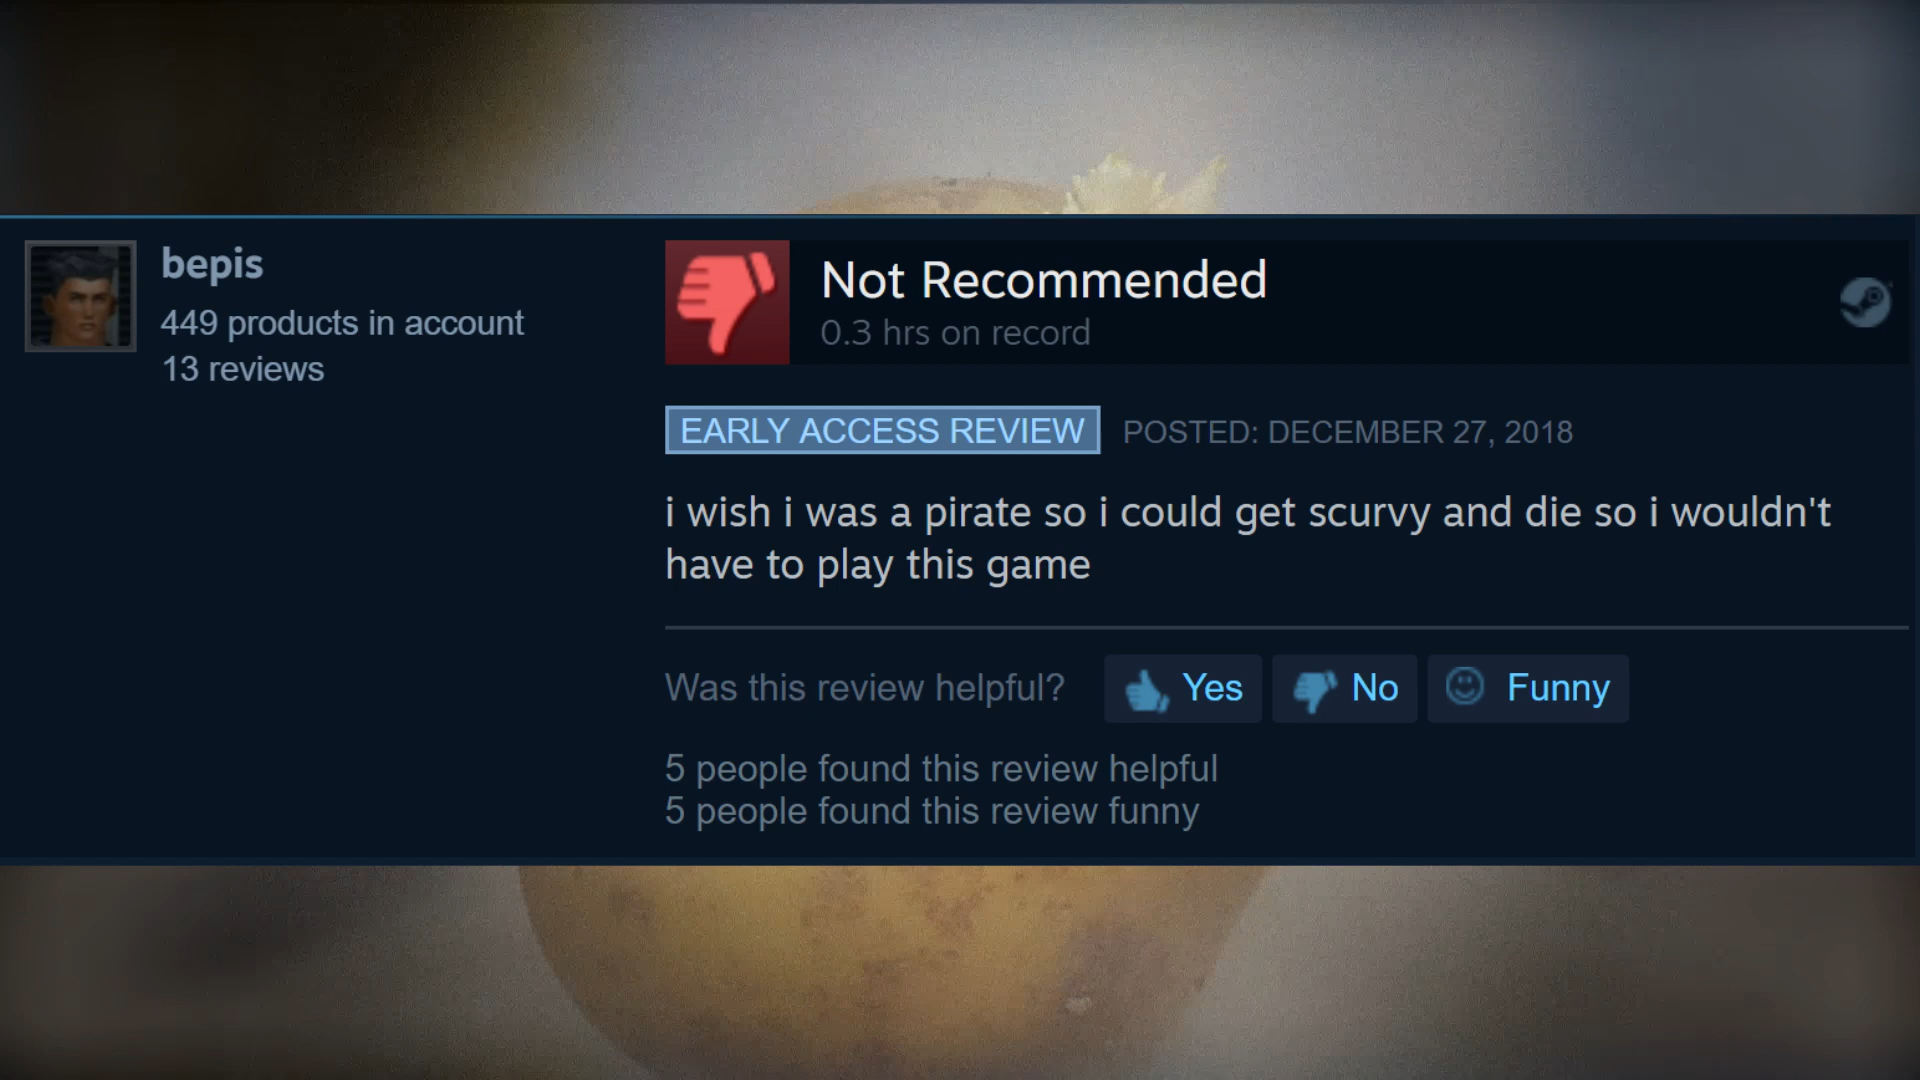 bepis
449 products in account
13 reviews
Not Recommended
0.3 hrs on record
EARLY ACCESS REVIEW POSTED: DECEMBER 27, 2018
i wish i was a pirate so i could get scurvy and die so i wouldn't
have to play this game
Was this review helpful? Yes No Funny
5 people found this review helpful
5 people found this review funny